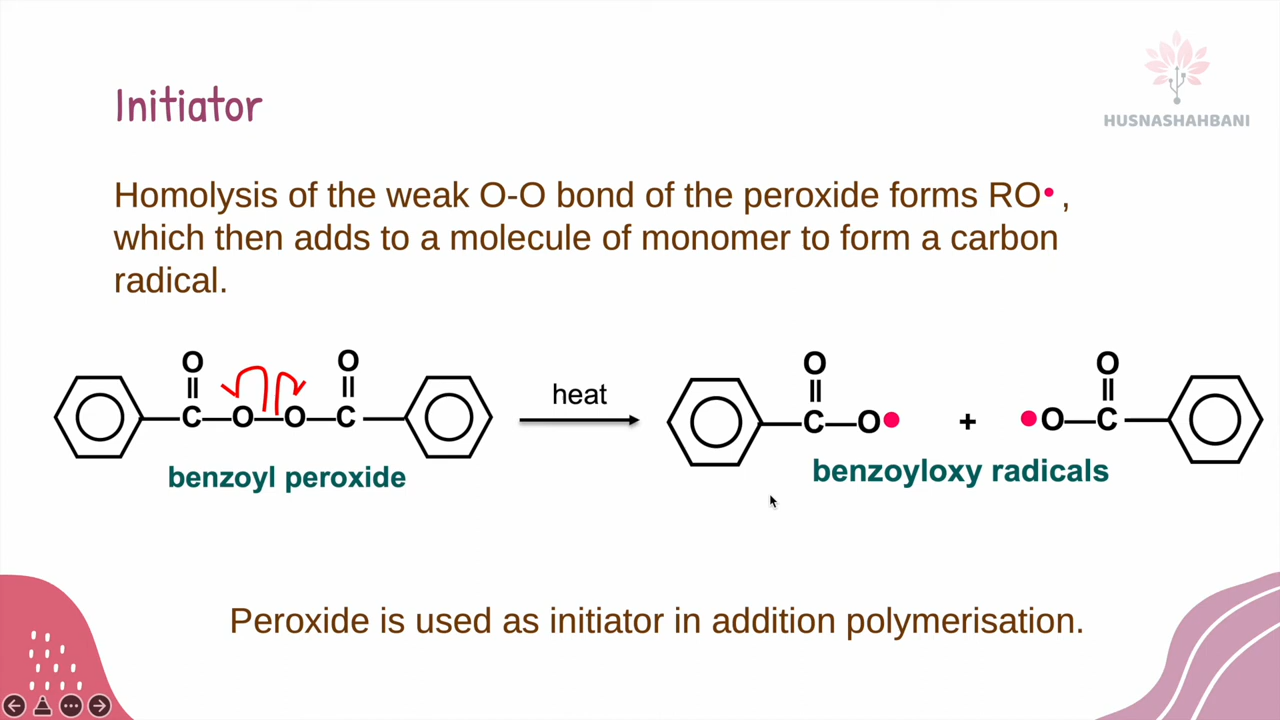 HUSNASHAHBANI
Initiator
Homolysis of the weak O-O bond of the peroxide forms RO• ,
which then adds to a molecule of monomer to form a carbon
radical.
O O O O
C—O—O—C heat C—O• + •O—C
benzoyl peroxide benzoyloxy radicals
Peroxide is used as initiator in addition polymerisation.